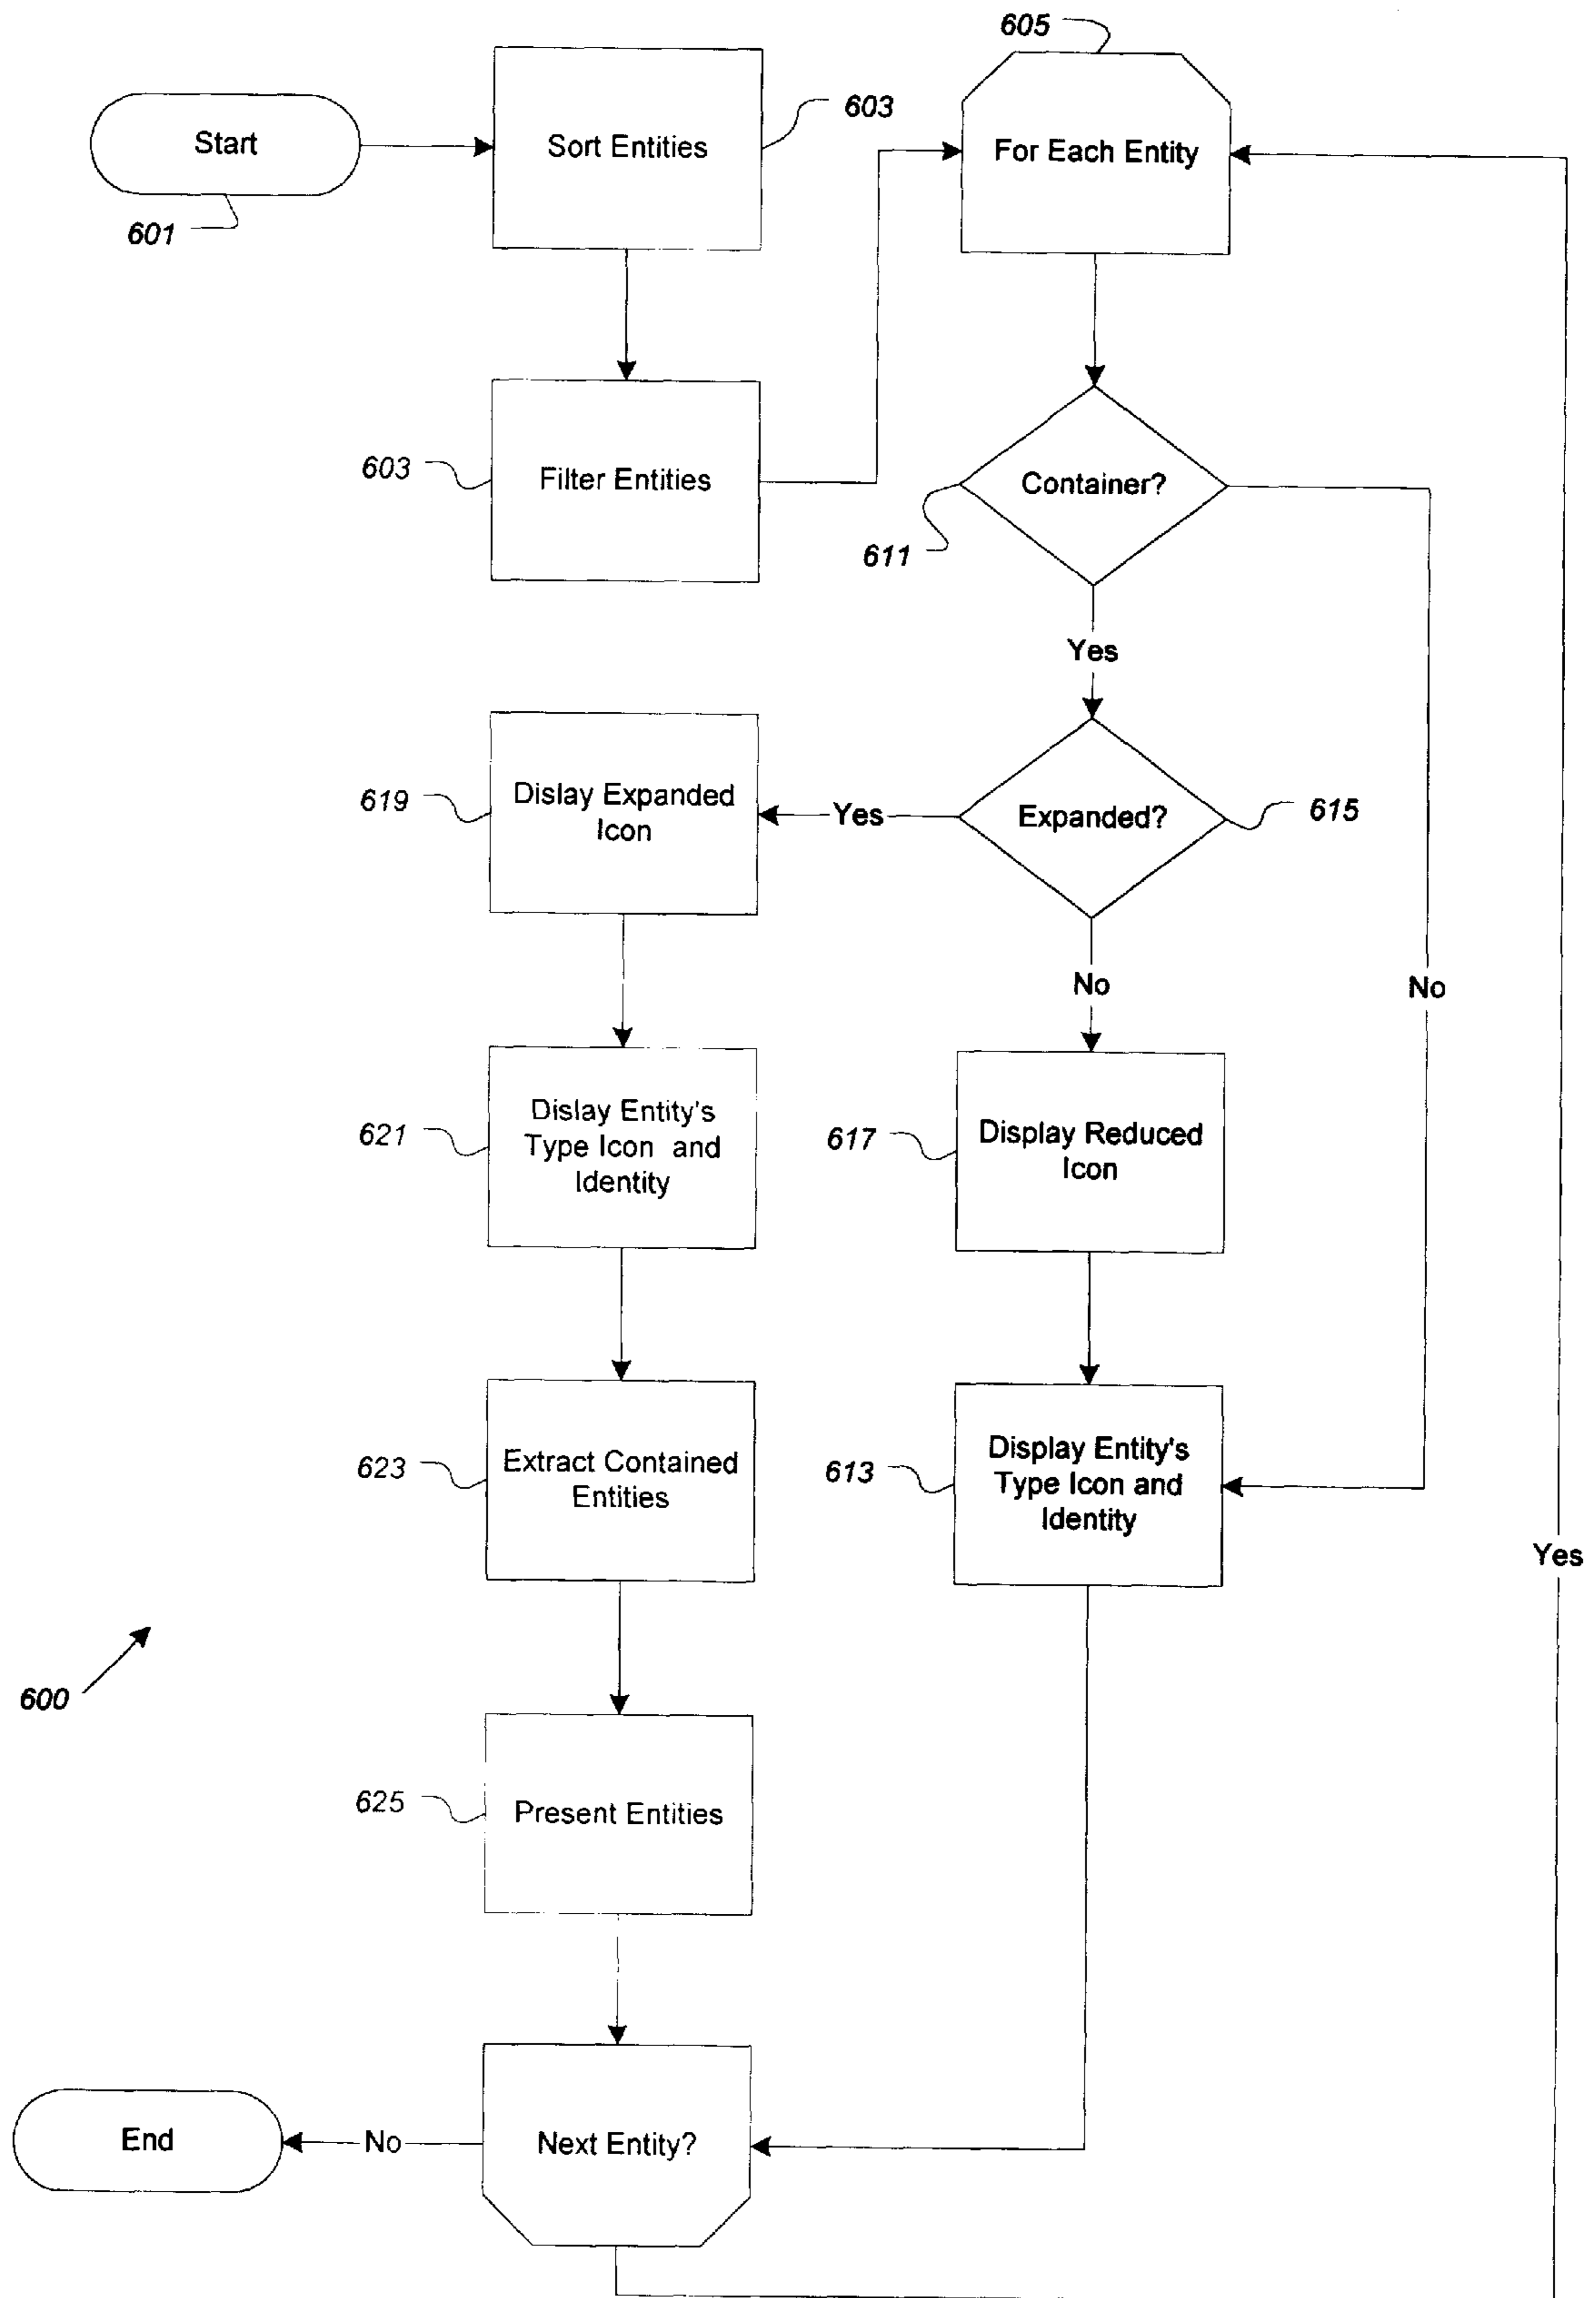 605
Start
601
Sort Entities
603
For Each Entity
603
Filter Entities
Container?
611
Yes
619
Dislay Expanded
Icon
Yes
Expanded?
615
No
No
621
Dislay Entity's
Type Icon and
Identity
617
Display Reduced
Icon
623
Extract Contained
Entities
613
Display Entity's
Type Icon and
Identity
Yes
600
625
Present Entities
End
No
Next Entity?